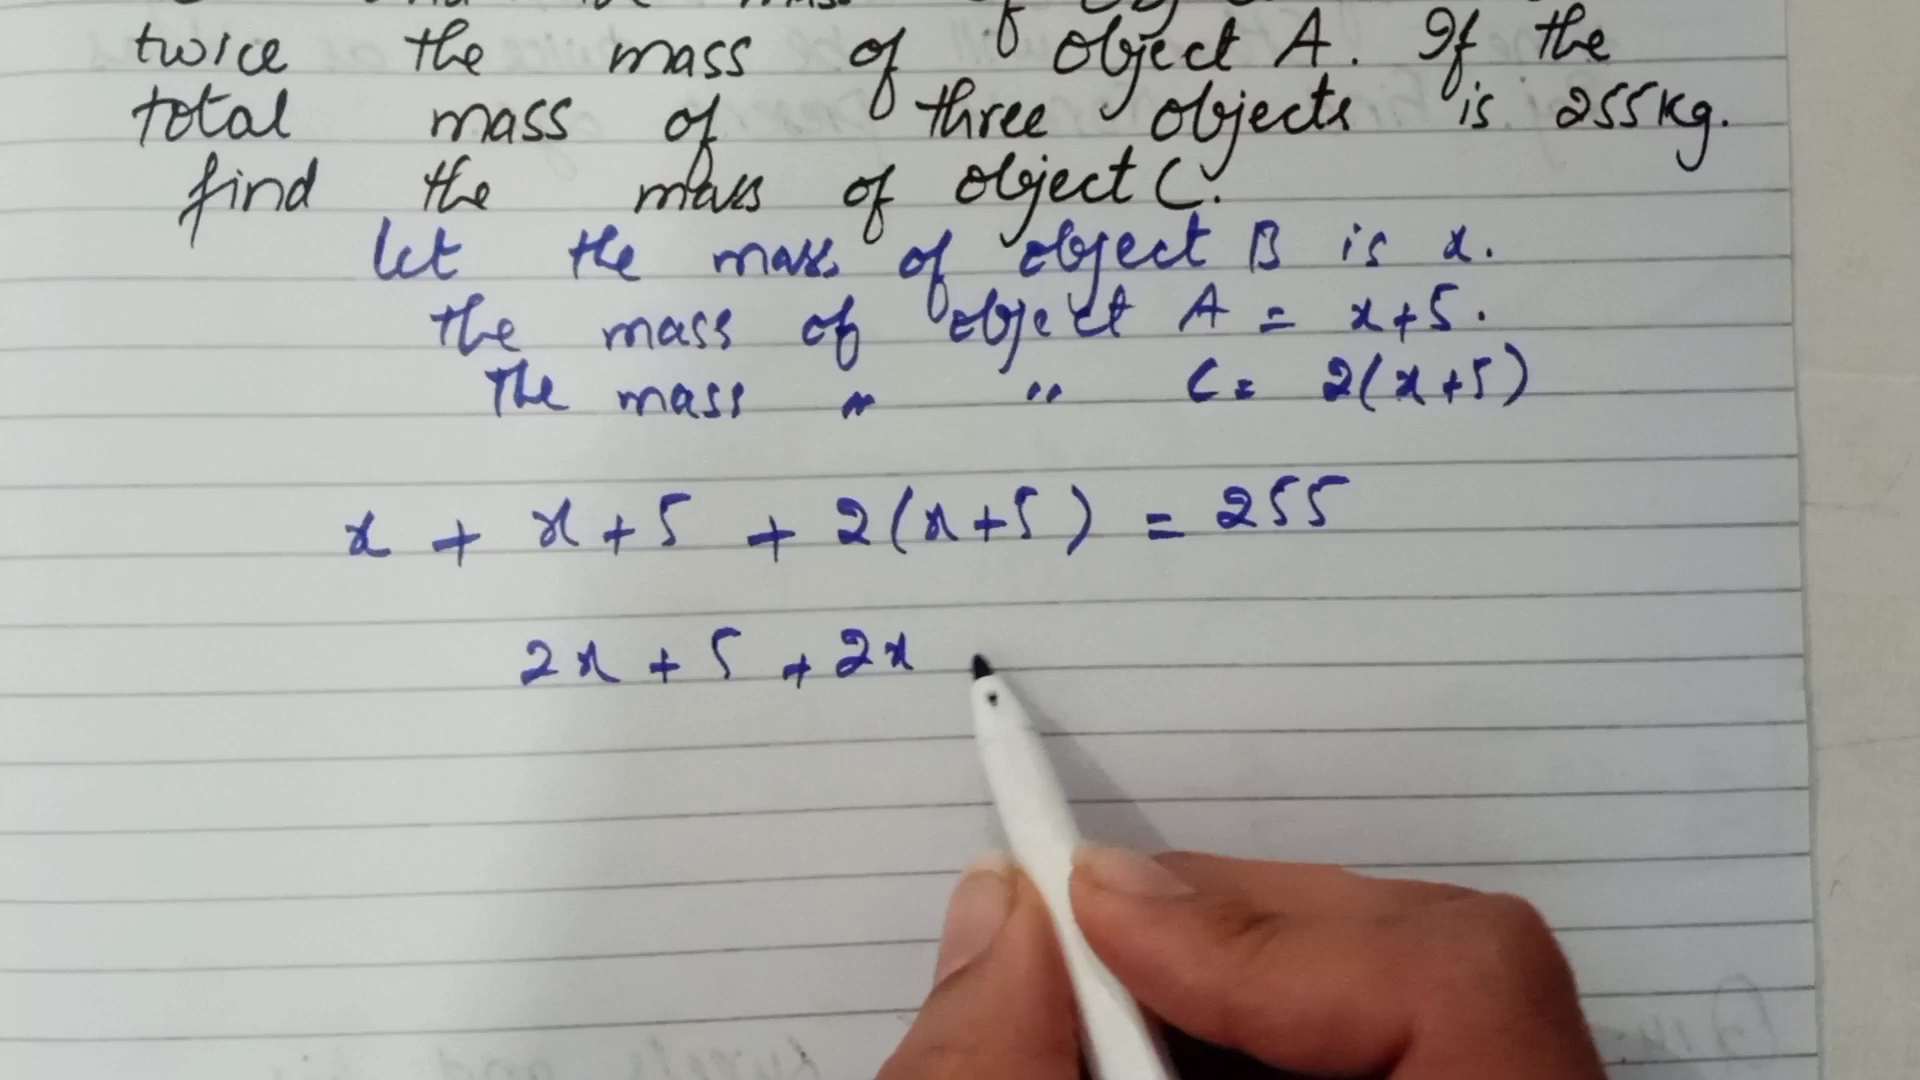 twice the mass of object A. If the
total mass of three objects is 255kg.
find the mass of object C.
let the mass of object B is x.
the mass of object A = x+5.
The mass " " C = 2(x+5)
x + x+5 + 2(x+5) = 255
2x + 5 + 2x